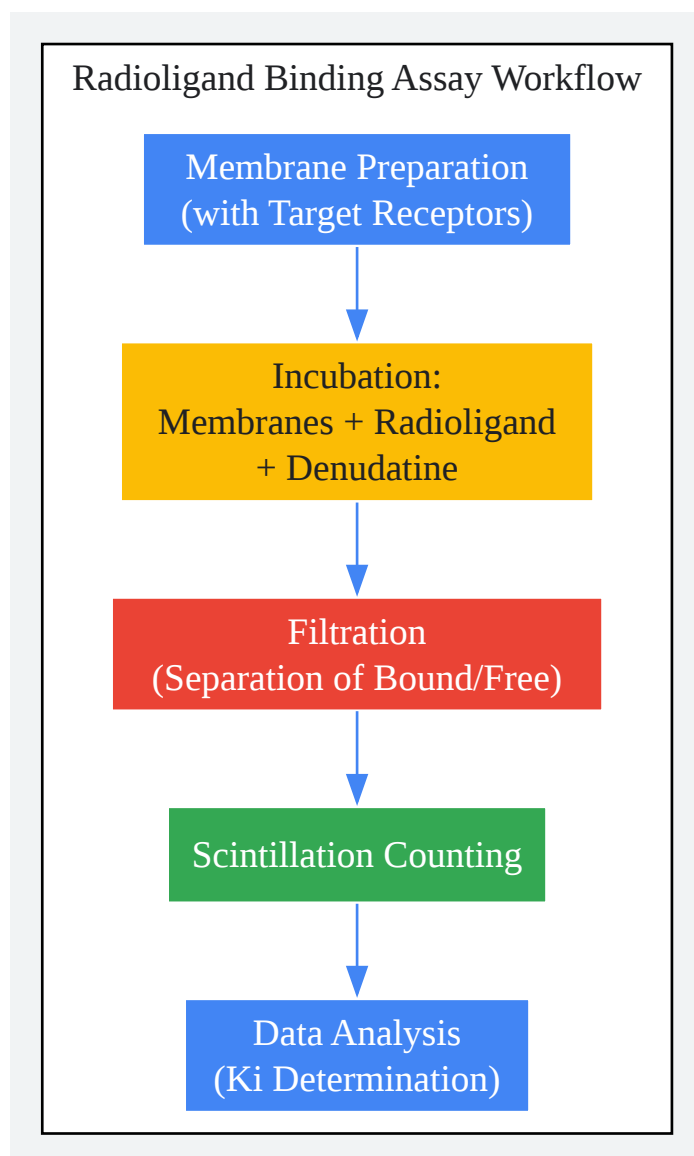 Radioligand Binding Assay Workflow
Membrane Preparation
(with Target Receptors)
Incubation:
Membranes + Radioligand
+ Denudatine
Filtration
(Separation of Bound/Free)
Scintillation Counting
Data Analysis
(Ki Determination)